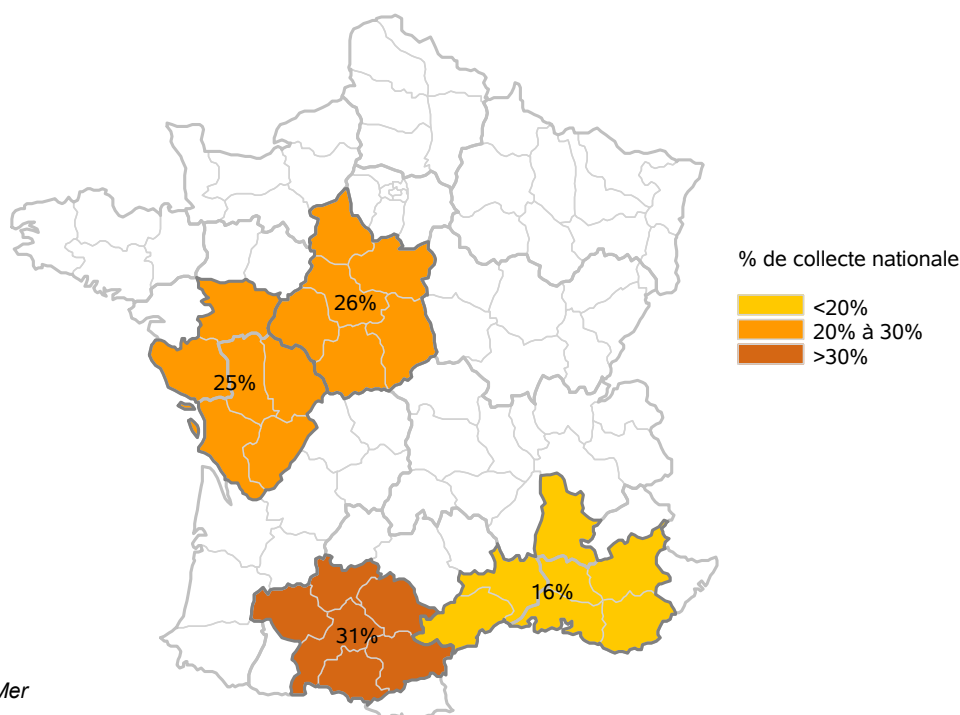 % de collecte nationale
<20%
20% à 30%
>30%
26%
25%
16%
31%
Mer